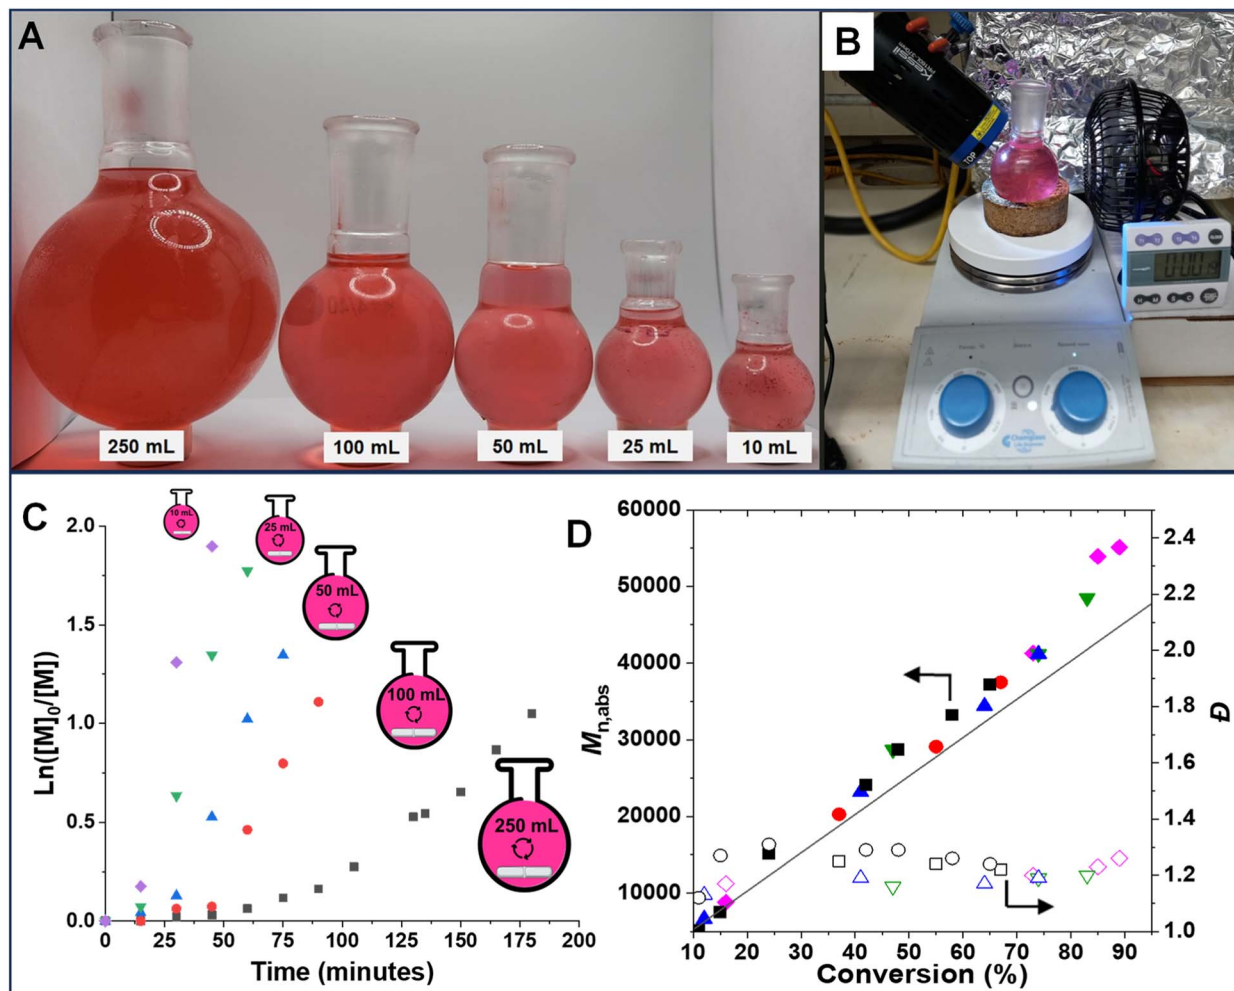 A
250 mL
100 mL
50 mL
25 mL
10 mL
B
Kessil
TOP
C
Ln([M]₀/[M])
2.0
1.5
1.0
0.5
0.0
0
25
50
75
100
125
150
175
200
Time (minutes)
10 mL
25 mL
50 mL
100 mL
250 mL
D
Mn,abs
60000
50000
40000
30000
20000
10000
10
20
30
40
50
60
70
80
90
Conversion (%)
2.4
2.2
2.0
1.8
1.6
1.4
1.2
1.0
Đ